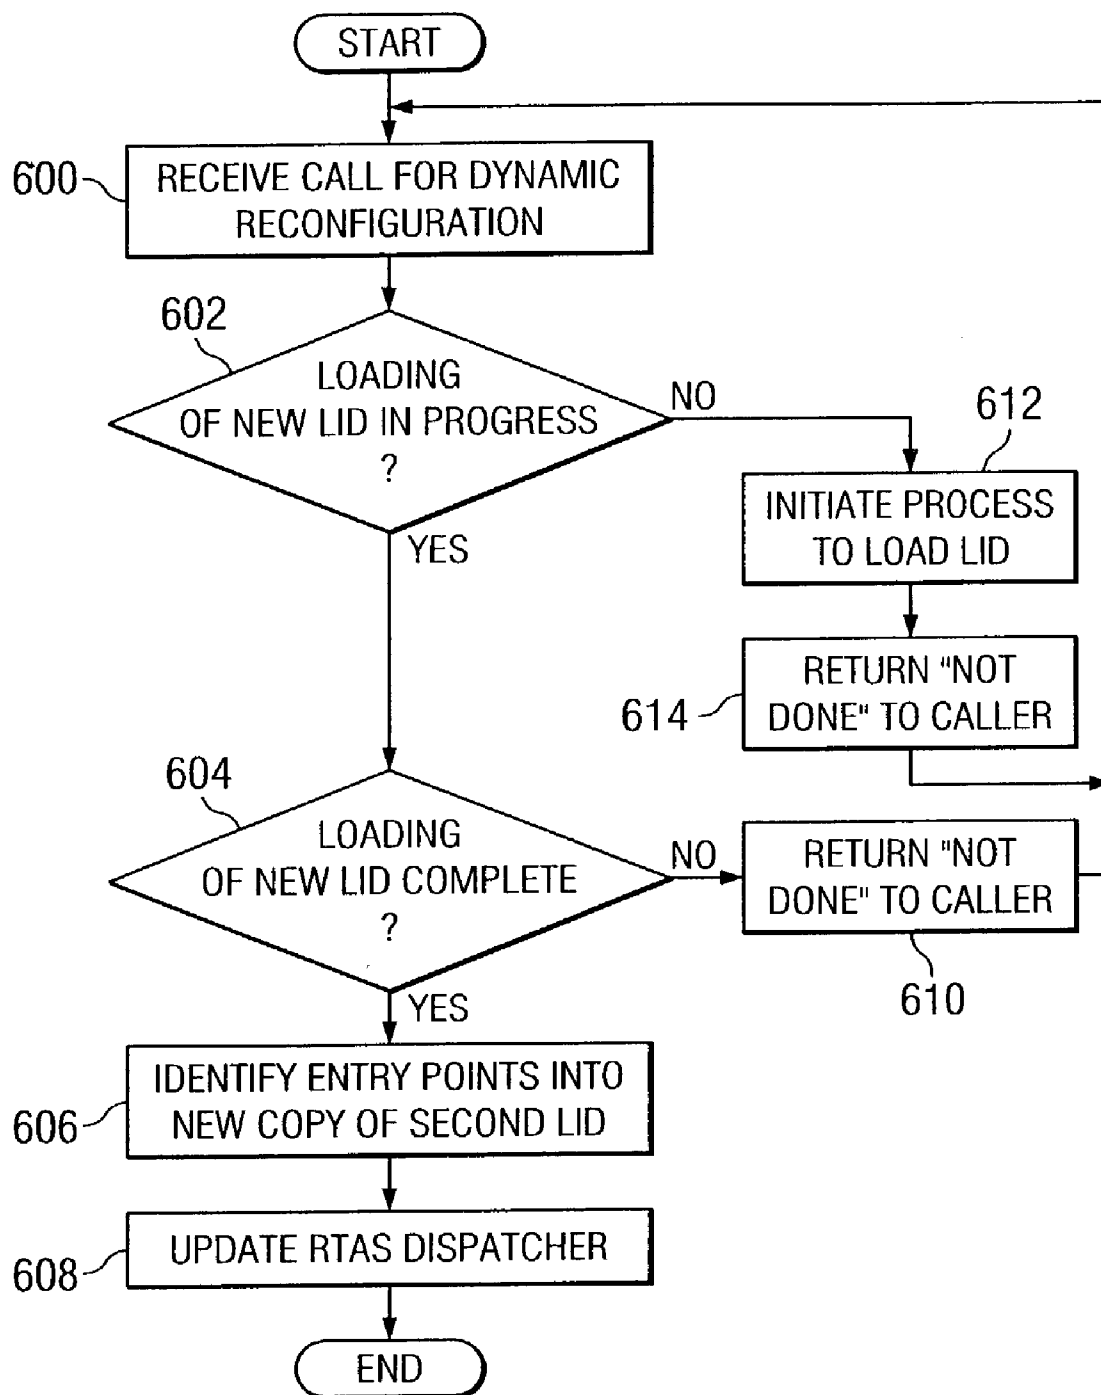 START
600
RECEIVE CALL FOR DYNAMIC
RECONFIGURATION
602
LOADING
OF NEW LID IN PROGRESS
?
NO
YES
612
INITIATE PROCESS
TO LOAD LID
614
RETURN "NOT
DONE" TO CALLER
604
LOADING
OF NEW LID COMPLETE
?
NO
YES
RETURN "NOT
DONE" TO CALLER
610
606
IDENTIFY ENTRY POINTS INTO
NEW COPY OF SECOND LID
608
UPDATE RTAS DISPATCHER
END